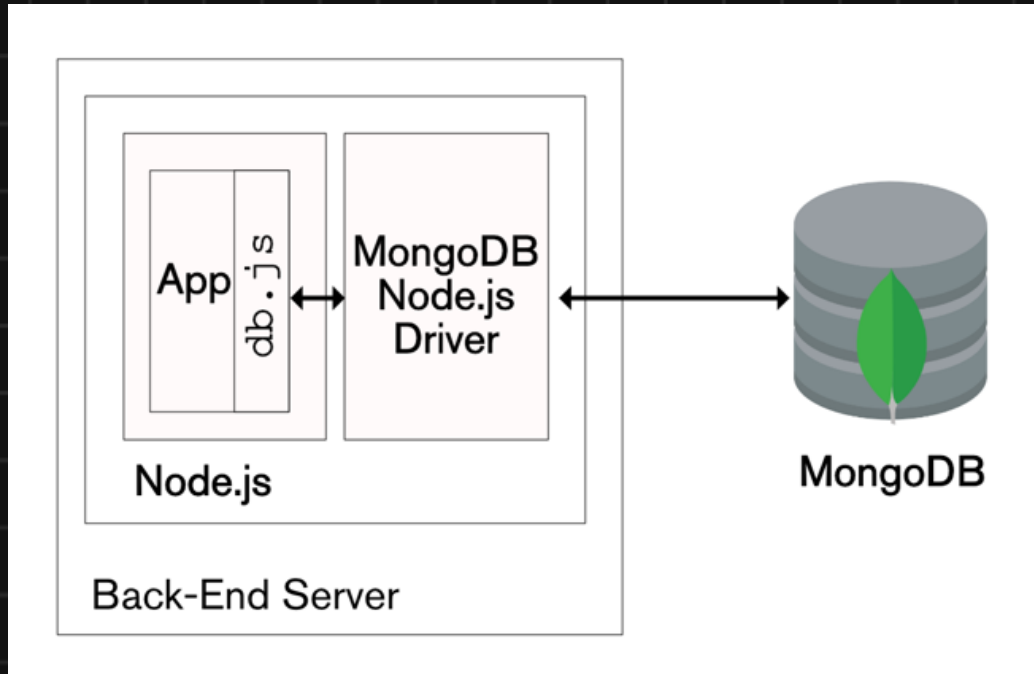 App
db.js
MongoDB
Node.js
Driver
Node.js
Back-End Server
MongoDB